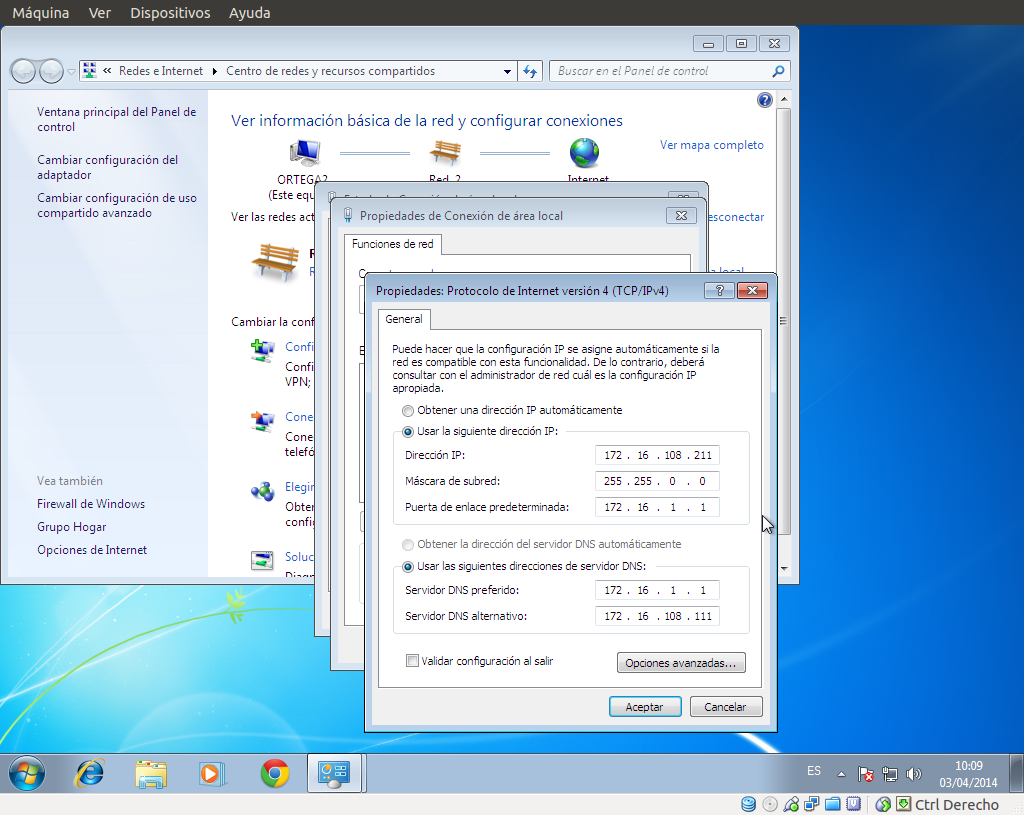 Máquina Ver Dispositivos Ayuda
« Redes e Internet Centro de redes y recursos compartidos
Buscar en el Panel de control
Ventana principal del Panel de
control
Cambiar configuración del
adaptador
Cambiar configuración de uso
compartido avanzado
Vea también
Firewall de Windows
Grupo Hogar
Opciones de Internet
Ver información básica de la red y configurar conexiones
Ver mapa completo
ORTEGA2
(Este equ
Red 2
Internet
Ver las redes act
esconectar
Cambiar la conf
Confi
Confi
VPN;
Cone
Cone
telefó
Elegir
Obter
config
Soluc
Propiedades de Conexión de área local
Funciones de red
Propiedades: Protocolo de Internet versión 4 (TCP/IPv4)
General
Puede hacer que la configuración IP se asigne automáticamente si la
red es compatible con esta funcionalidad. De lo contrario, deberá
consultar con el administrador de red cuál es la configuración IP
apropiada.
Obtener una dirección IP automáticamente
Usar la siguiente dirección IP:
Dirección IP: 172 . 16 . 108 . 211
Máscara de subred: 255 . 255 . 0 . 0
Puerta de enlace predeterminada: 172 . 16 . 1 . 1
Obtener la dirección del servidor DNS automáticamente
Usar las siguientes direcciones de servidor DNS:
Servidor DNS preferido: 172 . 16 . 1 . 1
Servidor DNS alternativo: 172 . 16 . 108 . 111
Validar configuración al salir
Opciones avanzadas...
Aceptar Cancelar
ES
10:09
03/04/2014
Ctrl Derecho